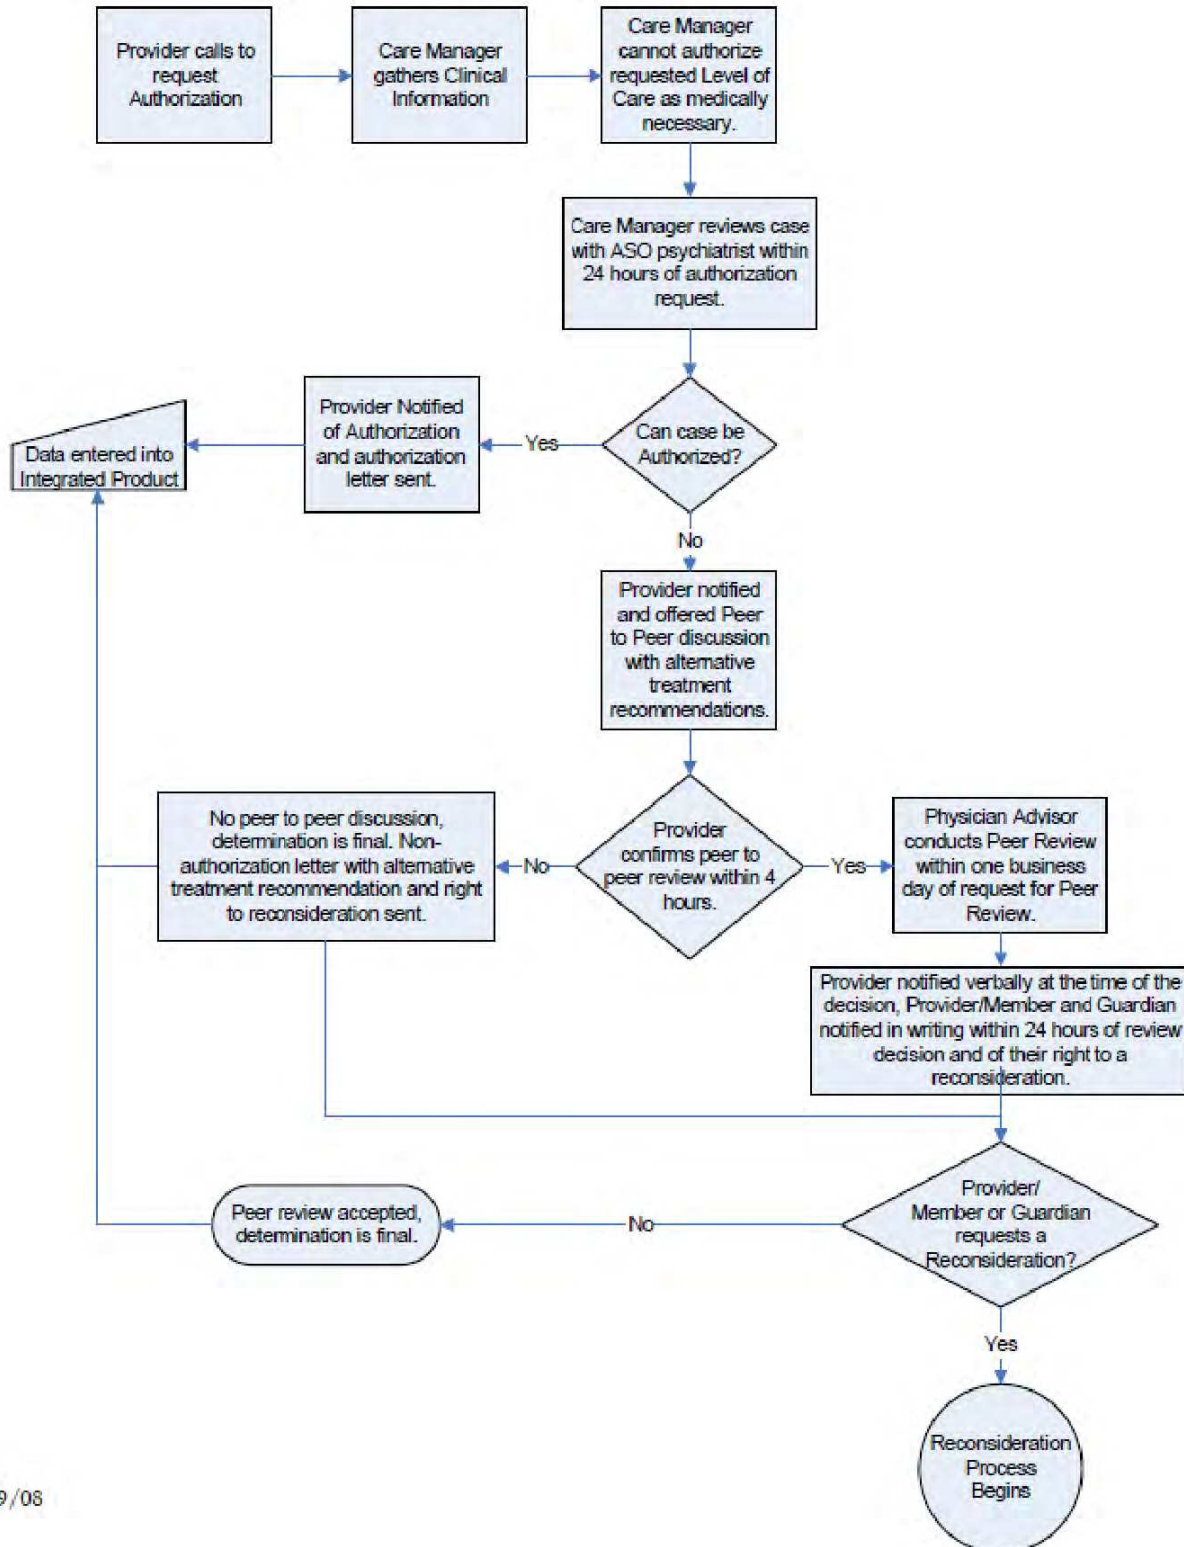 Provider calls to
request
Authorization
Care Manager
gathers Clinical
Information
Care Manager
cannot authorize
requested Level of
Care as medically
necessary.
Care Manager reviews case
with ASO psychiatrist within
24 hours of authorization
request.
Can case be
Authorized?
Yes
Provider Notified
of Authorization
and authorization
letter sent.
Data entered into
Integrated Product
No
Provider notified
and offered Peer
to Peer discussion
with alternative
treatment
recommendations.
Provider
confirms peer to
peer review within 4
hours.
No
No peer to peer discussion,
determination is final. Non-
authorization letter with alternative
treatment recommendation and right
to reconsideration sent.
Yes
Physician Advisor
conducts Peer Review
within one business
day of request for Peer
Review.
Provider notified verbally at the time of the
decision, Provider/Member and Guardian
notified in writing within 24 hours of review
decision and of their right to a
reconsideration.
Provider/
Member or Guardian
requests a
Reconsideration?
No
Peer review accepted,
determination is final.
Yes
Reconsideration
Process
Begins
9/08